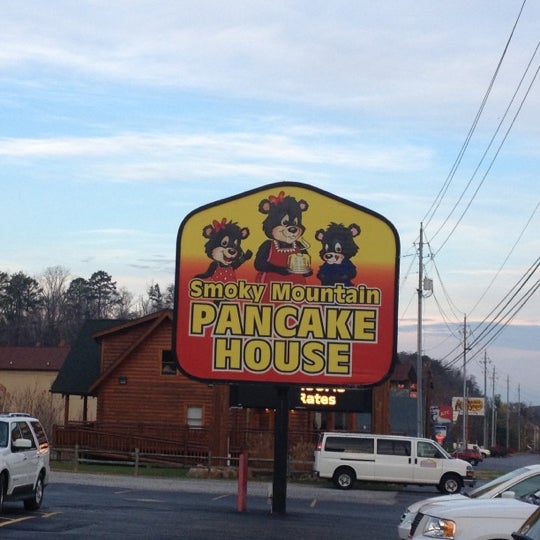 Smoky Mountain
PANCAKE
HOUSE
Rates